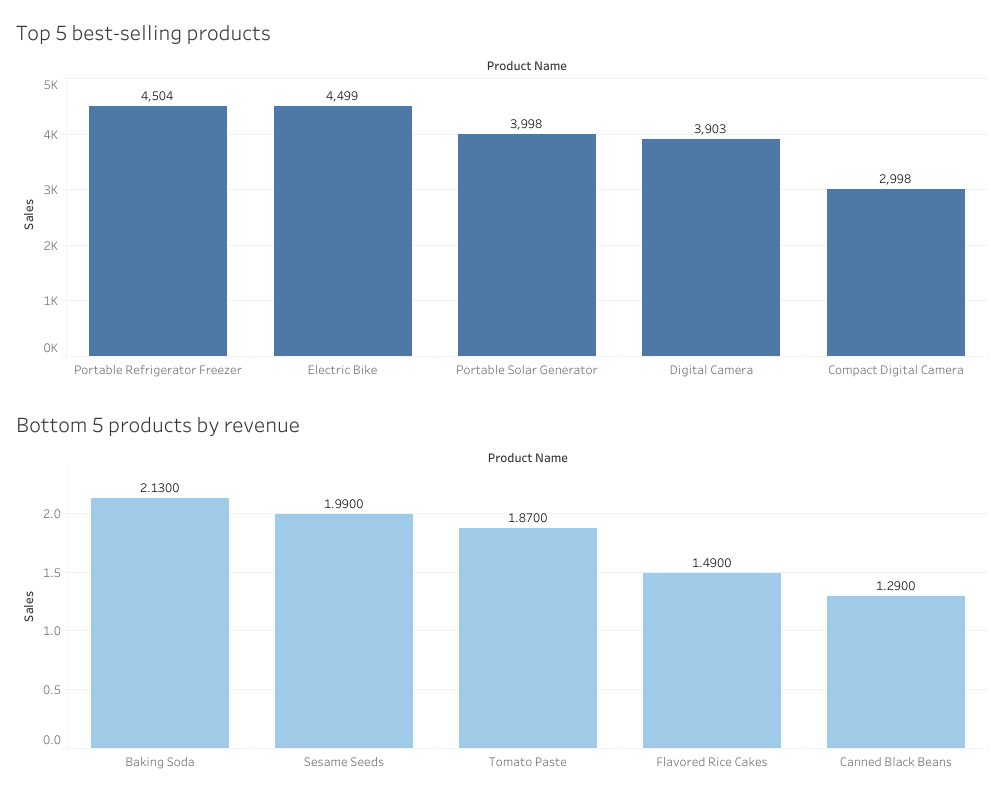 Top 5 best-selling products
Product Name
5K
4K
3K
2K
1K
0K
Sales
4,504
4,499
3,998
3,903
2,998
Portable Refrigerator Freezer
Electric Bike
Portable Solar Generator
Digital Camera
Compact Digital Camera
Bottom 5 products by revenue
Product Name
2.0
1.5
1.0
0.5
0.0
Sales
2.1300
1.9900
1.8700
1.4900
1.2900
Baking Soda
Sesame Seeds
Tomato Paste
Flavored Rice Cakes
Canned Black Beans